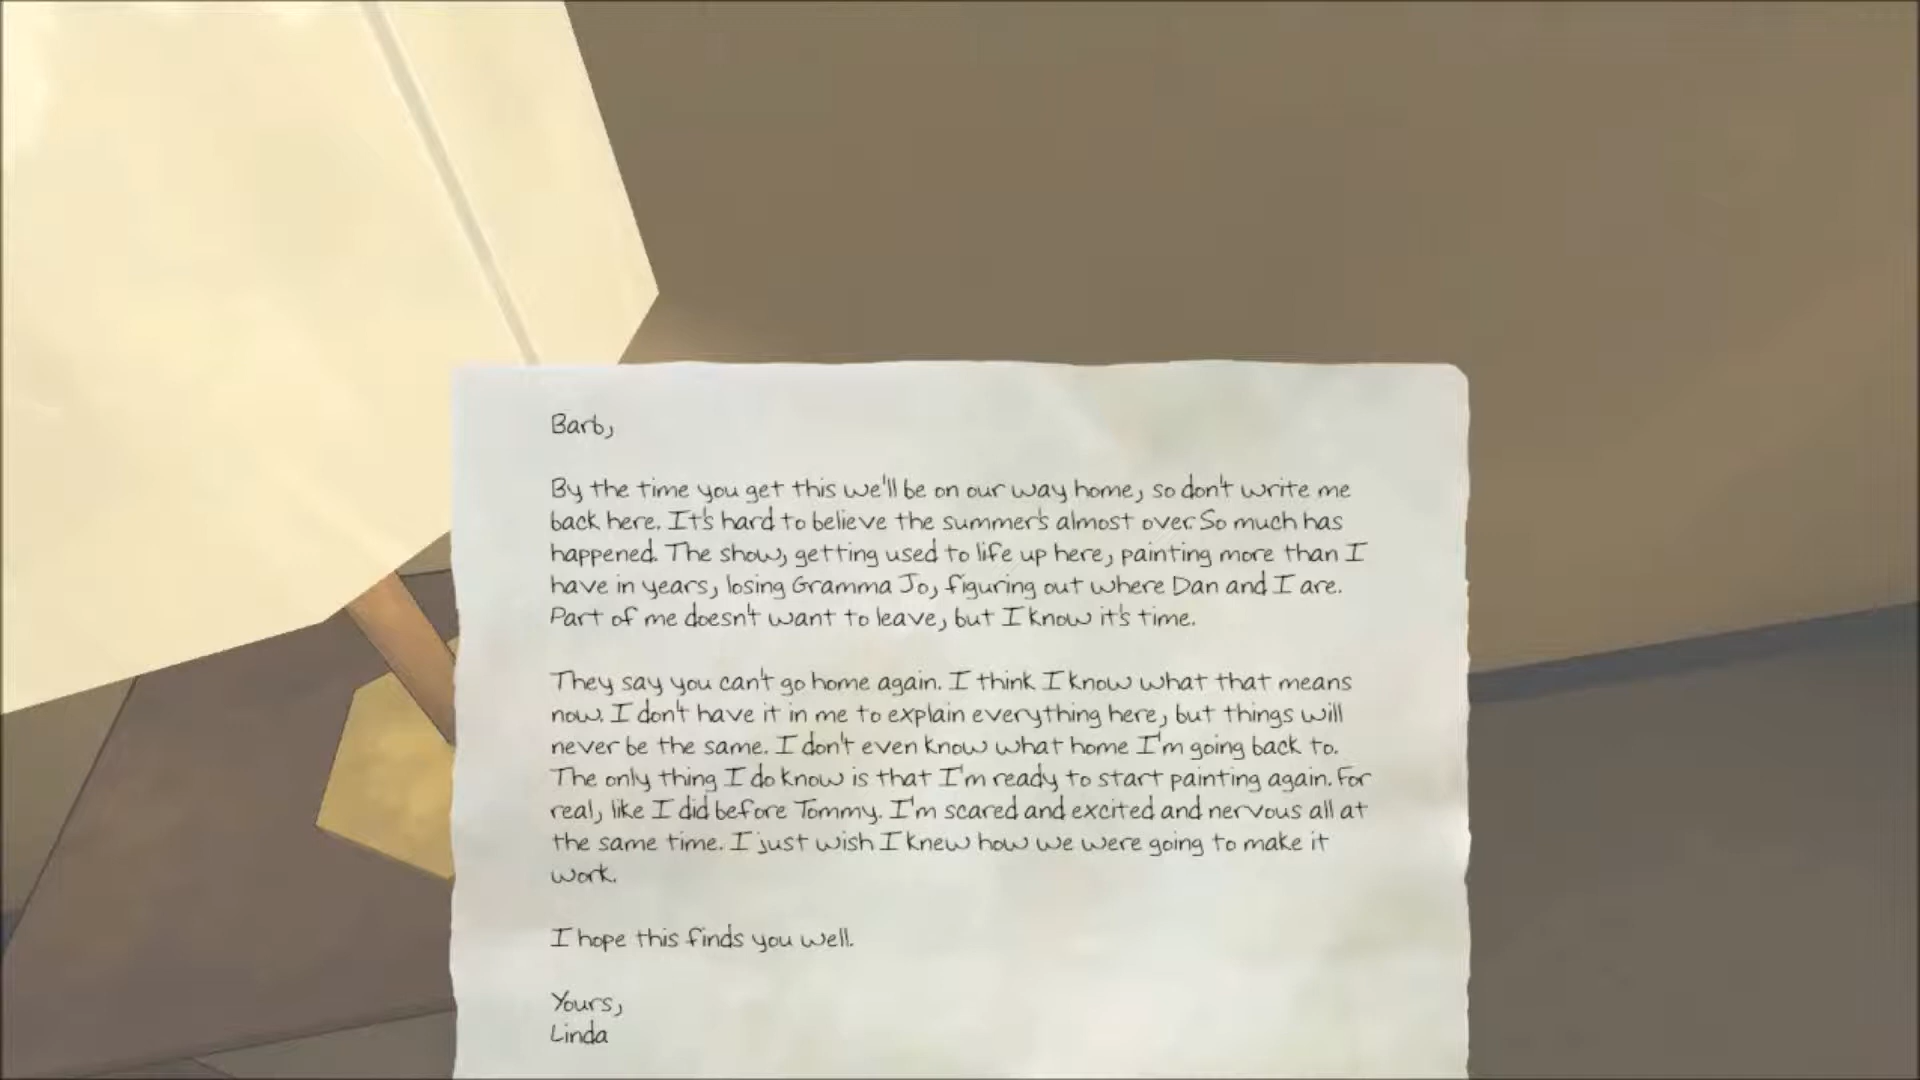 Barb,
By the time you get this we'll be on our way home, so don't write me
back here. It's hard to believe the summer's almost over. So much has
happened. The show, getting used to life up here, painting more than I
have in years, losing Gramma Jo, figuring out where Dan and I are.
Part of me doesn't want to leave, but I know it's time.
They say you can't go home again. I think I know what that means
now. I don't have it in me to explain everything here, but things will
never be the same. I don't even know what home I'm going back to.
The only thing I do know is that I'm ready to start painting again. For
real, like I did before Tommy. I'm scared and excited and nervous all at
the same time. I just wish I knew how we were going to make it
work.
I hope this finds you well.
Yours,
Linda